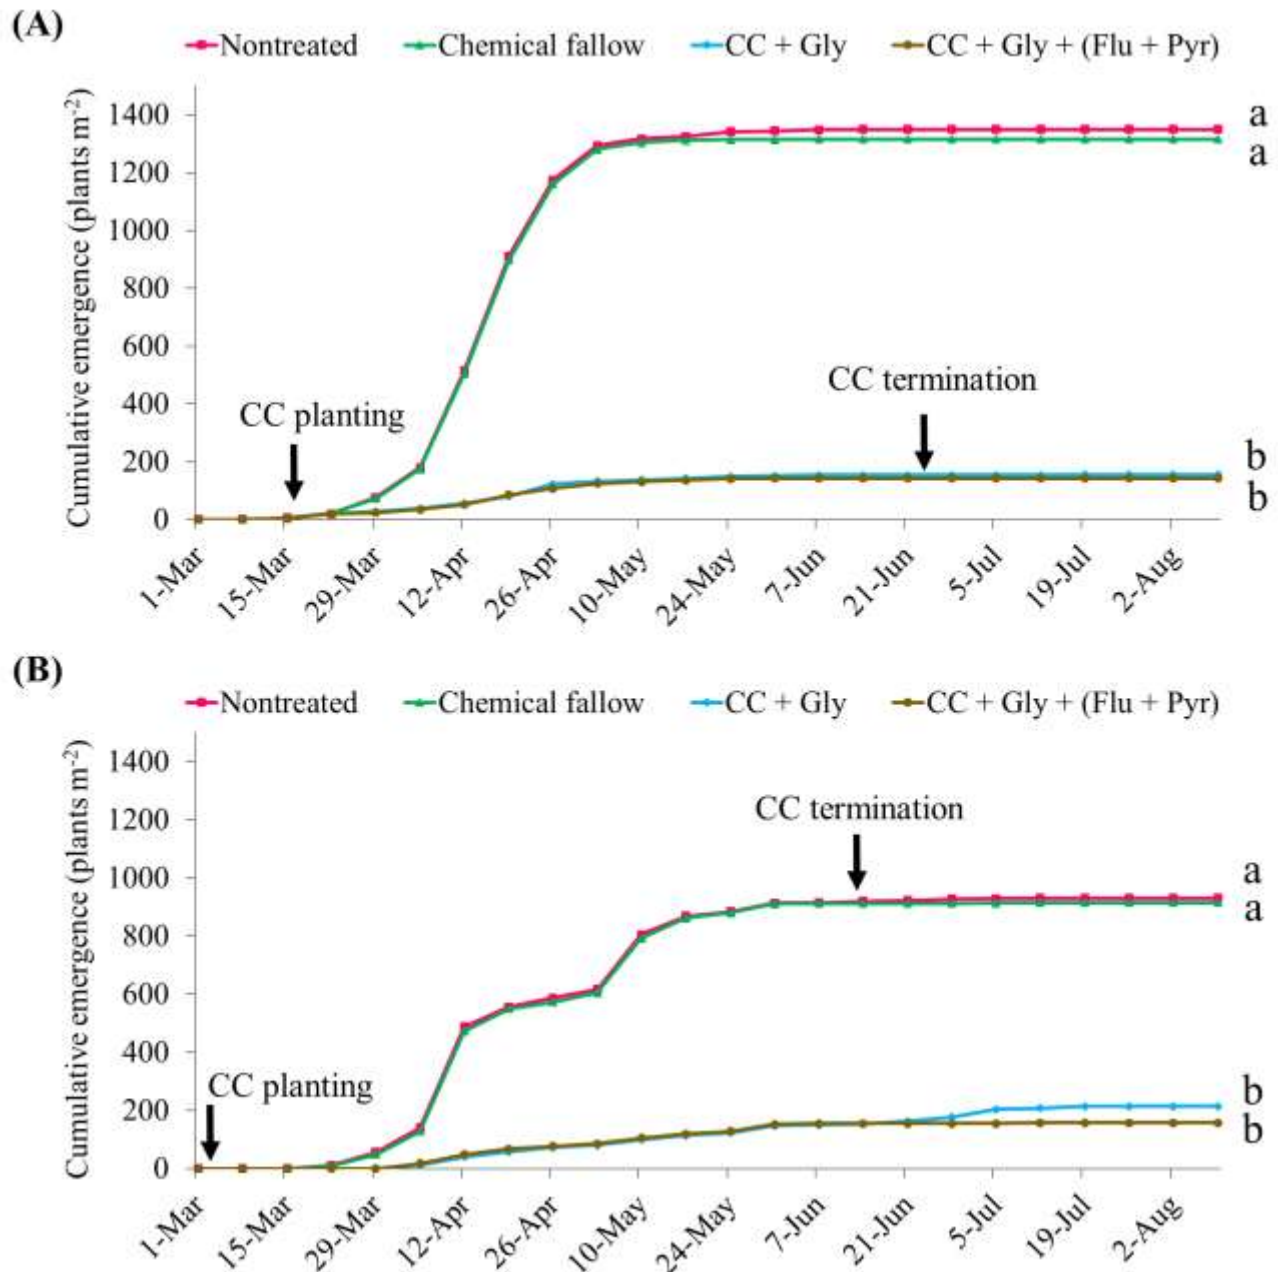 (A)
Nontreated Chemical fallow CC + Gly CC + Gly + (Flu + Pyr)
Cumulative emergence (plants m-2)
1400
1200
1000
800
600
400
200
0
CC planting
CC termination
a
a
b
b
1-Mar 15-Mar 29-Mar 12-Apr 26-Apr 10-May 24-May 7-Jun 21-Jun 5-Jul 19-Jul 2-Aug
(B)
Nontreated Chemical fallow CC + Gly CC + Gly + (Flu + Pyr)
Cumulative emergence (plants m-2)
1400
1200
1000
800
600
400
200
0
CC planting
CC termination
a
a
b
b
1-Mar 15-Mar 29-Mar 12-Apr 26-Apr 10-May 24-May 7-Jun 21-Jun 5-Jul 19-Jul 2-Aug